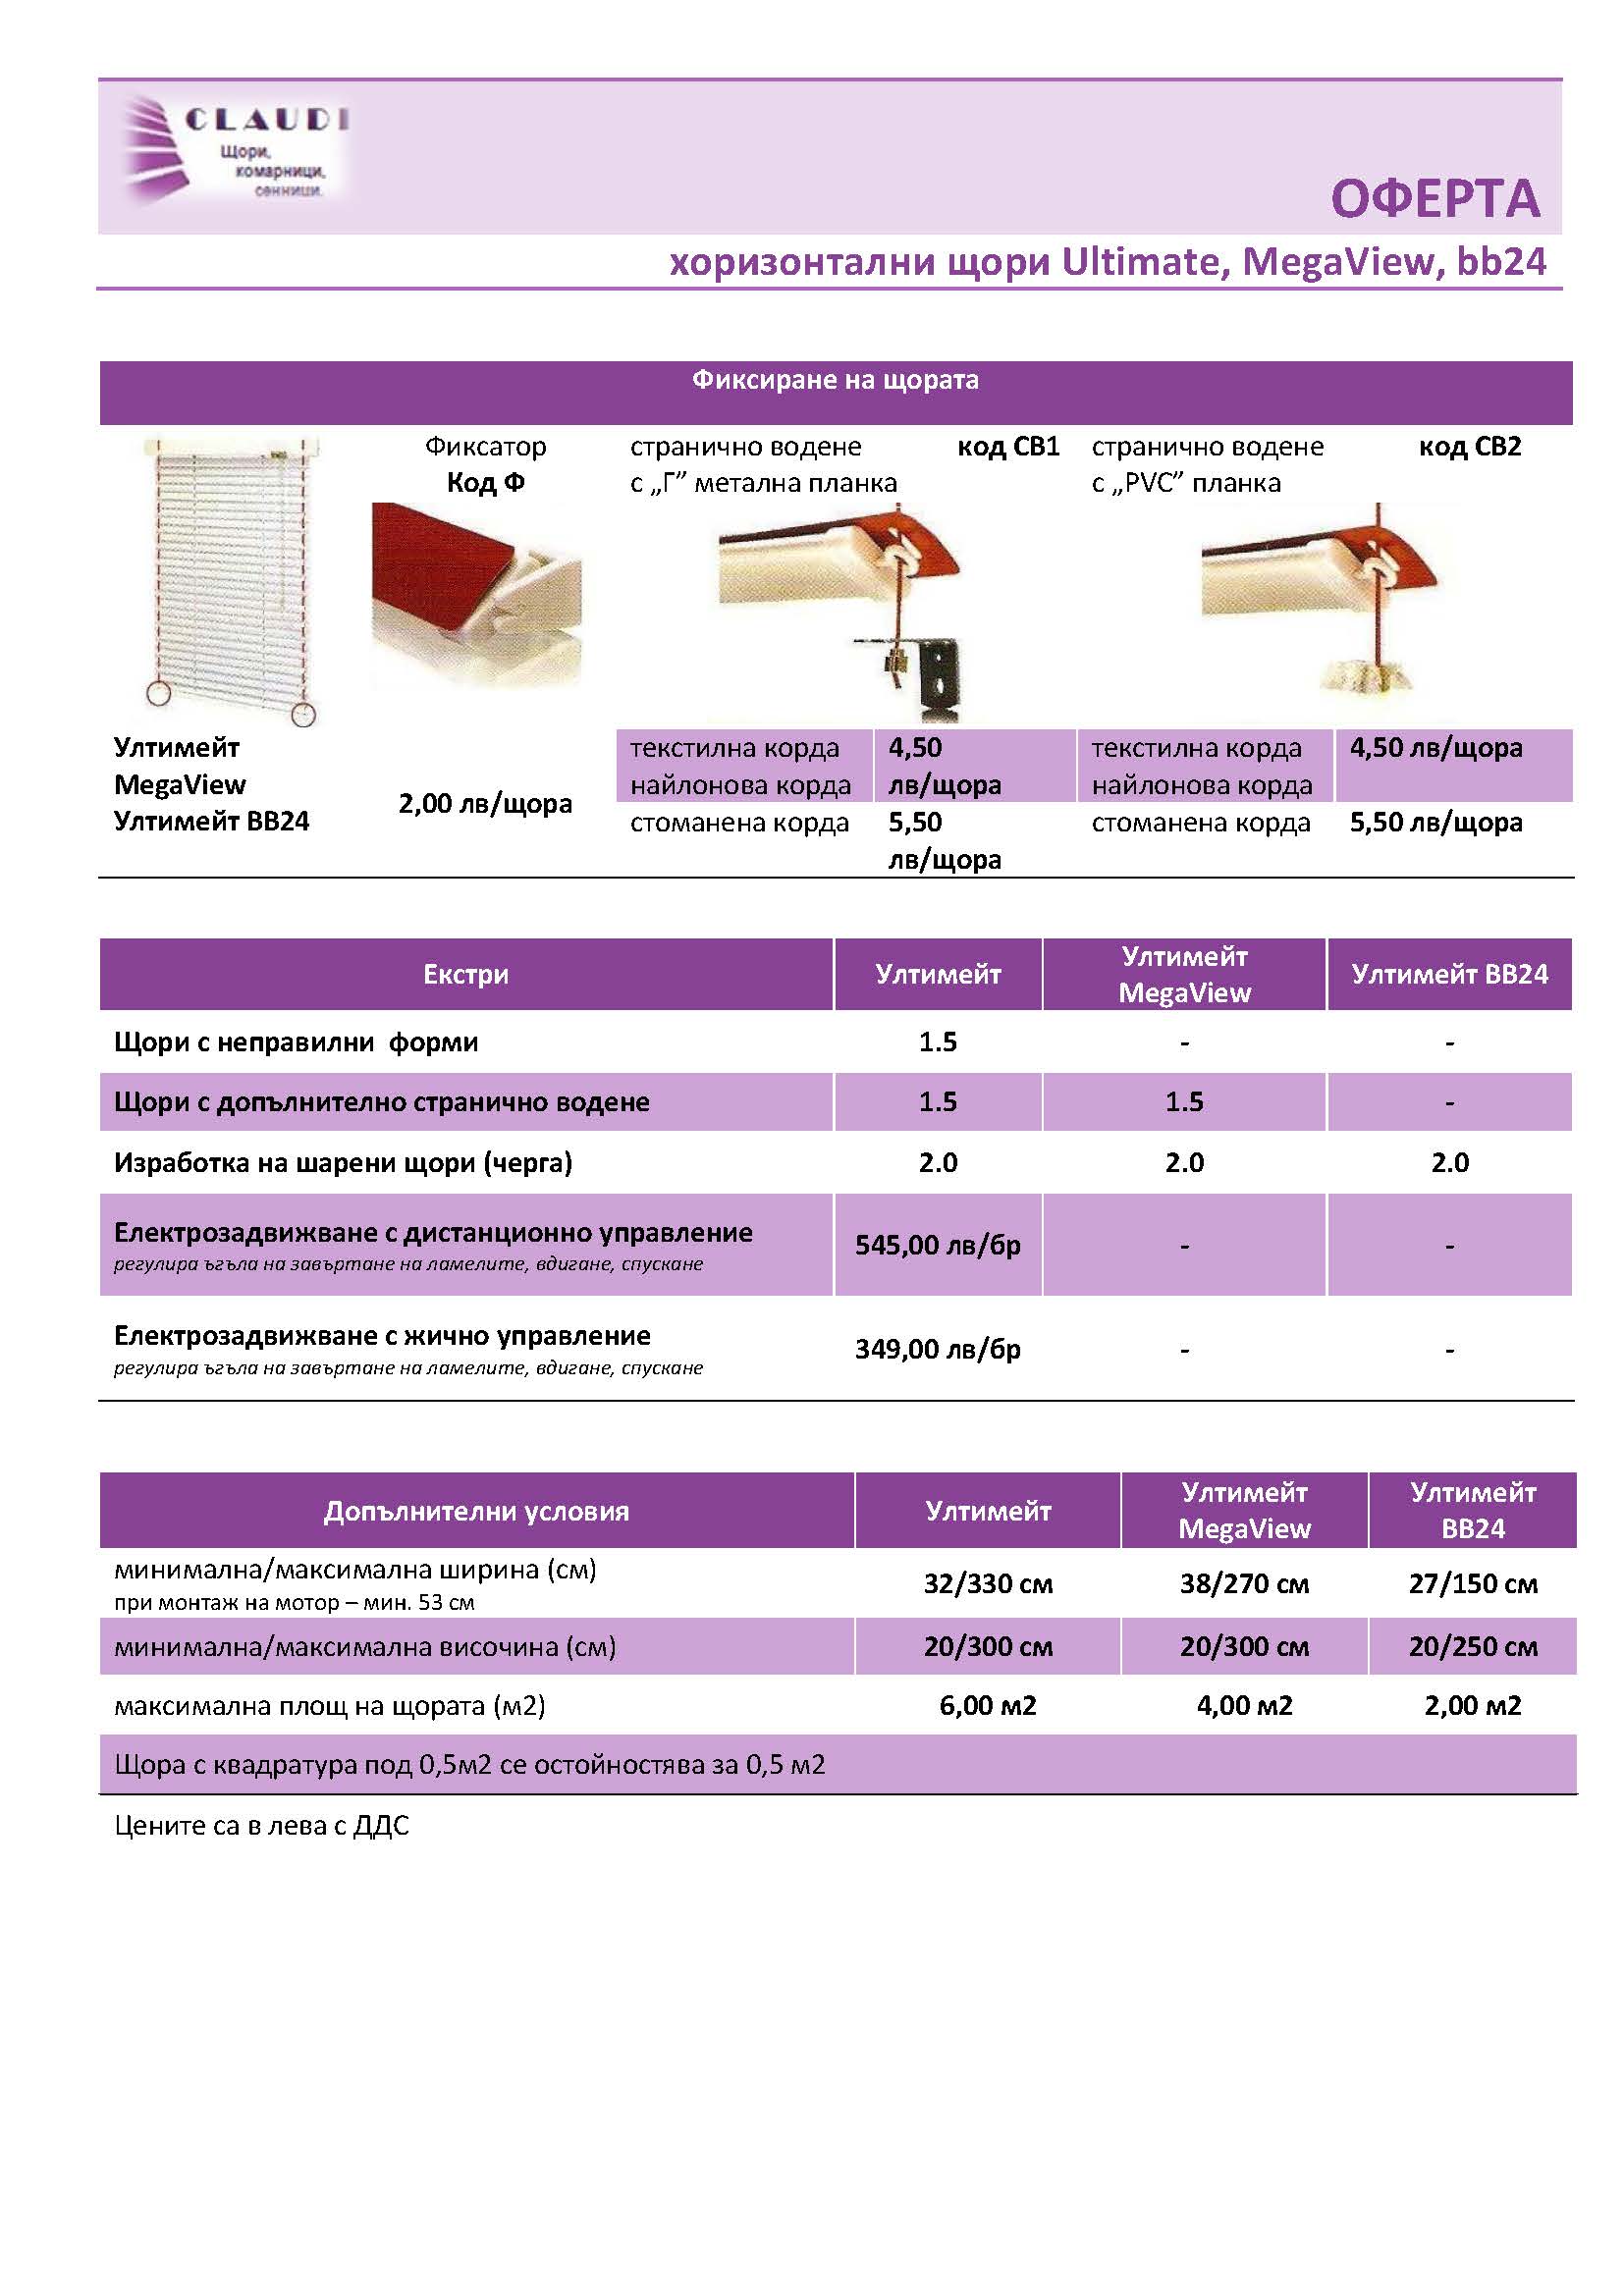 CLAUDI
Щори,
комарници,
сенници.
ОФЕРТА
хоризонтални щори Ultimate, MegaView, bb24
Фиксиране на щората
Фиксатор
Код Ф
странично водене код СВ1
с „Г” метална планка
странично водене код СВ2
с „PVC” планка
Ултимейт
MegaView
Ултимейт ВВ24
2,00 лв/щора
текстилна корда 4,50
найлонова корда лв/щора
стоманена корда 5,50
лв/щора
текстилна корда 4,50 лв/щора
найлонова корда
стоманена корда 5,50 лв/щора
Екстри Ултимейт Ултимейт MegaView Ултимейт ВВ24
Щори с неправилни форми 1.5 - -
Щори с допълнително странично водене 1.5 1.5 -
Изработка на шарени щори (черга) 2.0 2.0 2.0
Електрозадвижване с дистанционно управление 545,00 лв/бр - -
регулира ъгъла на завъртане на ламелите, вдигане, спускане
Електрозадвижване с жично управление 349,00 лв/бр - -
регулира ъгъла на завъртане на ламелите, вдигане, спускане
Допълнителни условия Ултимейт Ултимейт MegaView Ултимейт ВВ24
минимална/максимална ширина (см) 32/330 см 38/270 см 27/150 см
при монтаж на мотор – мин. 53 см
минимална/максимална височина (см) 20/300 см 20/300 см 20/250 см
максимална площ на щората (м2) 6,00 м2 4,00 м2 2,00 м2
Щора с квадратура под 0,5м2 се остойностява за 0,5 м2
Цените са в лева с ДДС